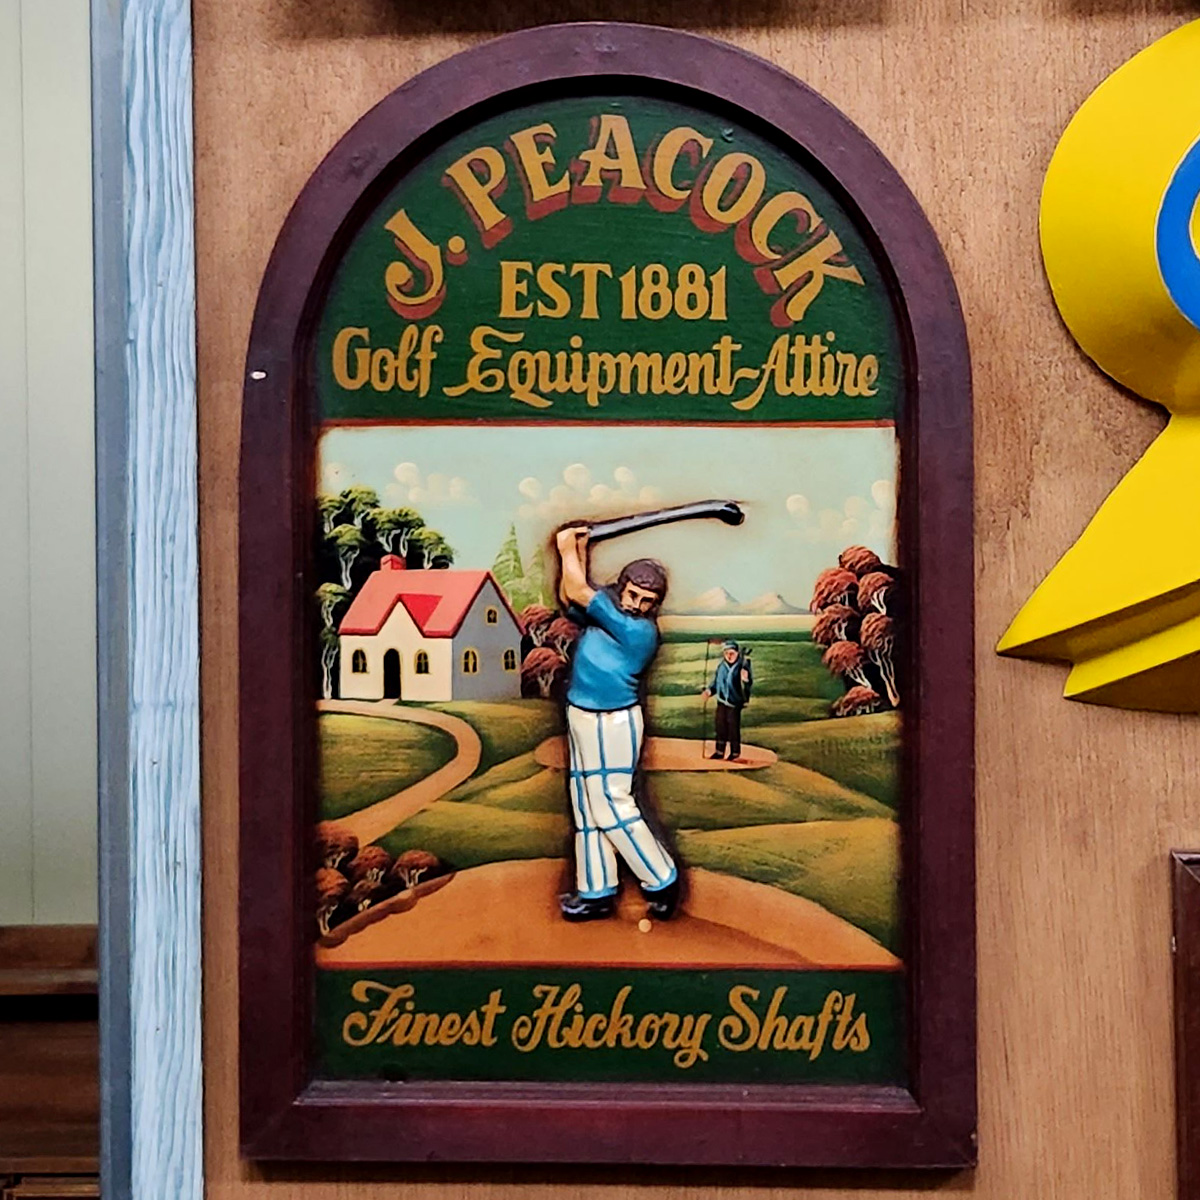 J. PEACOCK
EST 1881
Golf Equipment-Attire
Finest Hickory Shafts